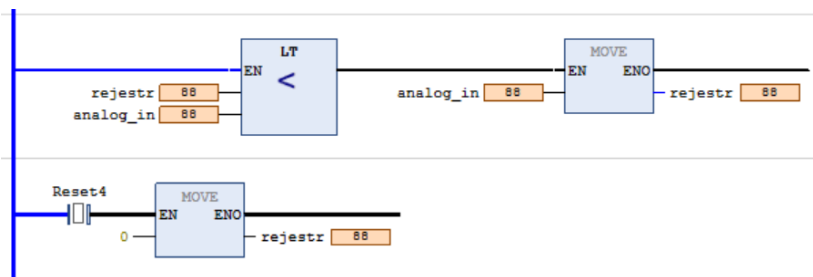 LT
MOVE
EN
<
EN ENO
rejestr 88
analog_in 88
analog_in 88
rejestr 88
Reset4
MOVE
EN ENO
0
rejestr 88